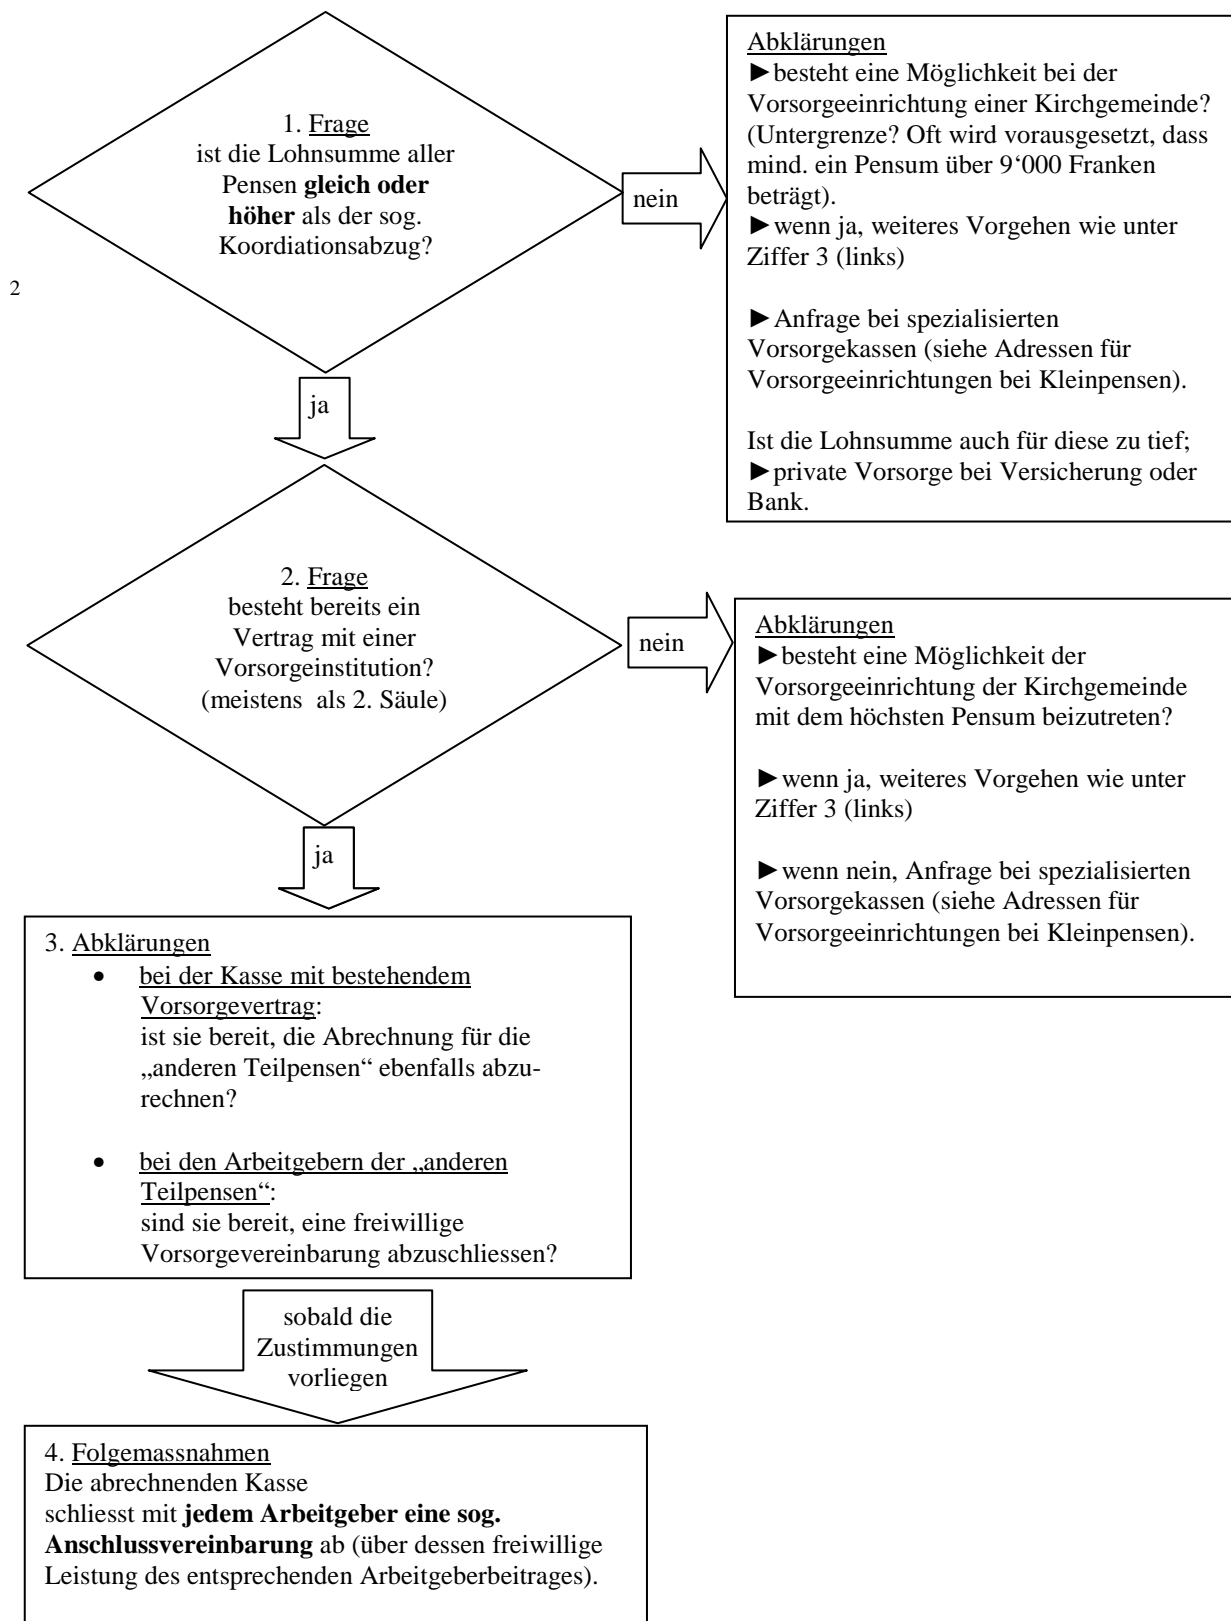 1. Frage
ist die Lohnsumme aller
Pensen gleich oder
höher als der sog.
Koordiationsabzug?
nein
Abklärungen
►besteht eine Möglichkeit bei der
Vorsorgeeinrichtung einer Kirchgemeinde?
(Untergrenze? Oft wird vorausgesetzt, dass
mind. ein Pensum über 9‘000 Franken
beträgt).
►wenn ja, weiteres Vorgehen wie unter
Ziffer 3 (links)
►Anfrage bei spezialisierten
Vorsorgekassen (siehe Adressen für
Vorsorgeeinrichtungen bei Kleinpensen).
Ist die Lohnsumme auch für diese zu tief;
►private Vorsorge bei Versicherung oder
Bank.
2
ja
2. Frage
besteht bereits ein
Vertrag mit einer
Vorsorgeinstitution?
(meistens als 2. Säule)
nein
Abklärungen
►besteht eine Möglichkeit der
Vorsorgeeinrichtung der Kirchgemeinde
mit dem höchsten Pensum beizutreten?
►wenn ja, weiteres Vorgehen wie unter
Ziffer 3 (links)
►wenn nein, Anfrage bei spezialisierten
Vorsorgekassen (siehe Adressen für
Vorsorgeeinrichtungen bei Kleinpensen).
ja
3. Abklärungen
• bei der Kasse mit bestehendem
Vorsorgevertrag:
ist sie bereit, die Abrechnung für die
„anderen Teilpensen“ ebenfalls abzu-
rechnen?
• bei den Arbeitgebern der „anderen
Teilpensen“:
sind sie bereit, eine freiwillige
Vorsorgevereinbarung abzuschliessen?
sobald die
Zustimmungen
vorliegen
4. Folgemassnahmen
Die abrechnenden Kasse
schliesst mit jedem Arbeitgeber eine sog.
Anschlussvereinbarung ab (über dessen freiwillige
Leistung des entsprechenden Arbeitgeberbeitrages).